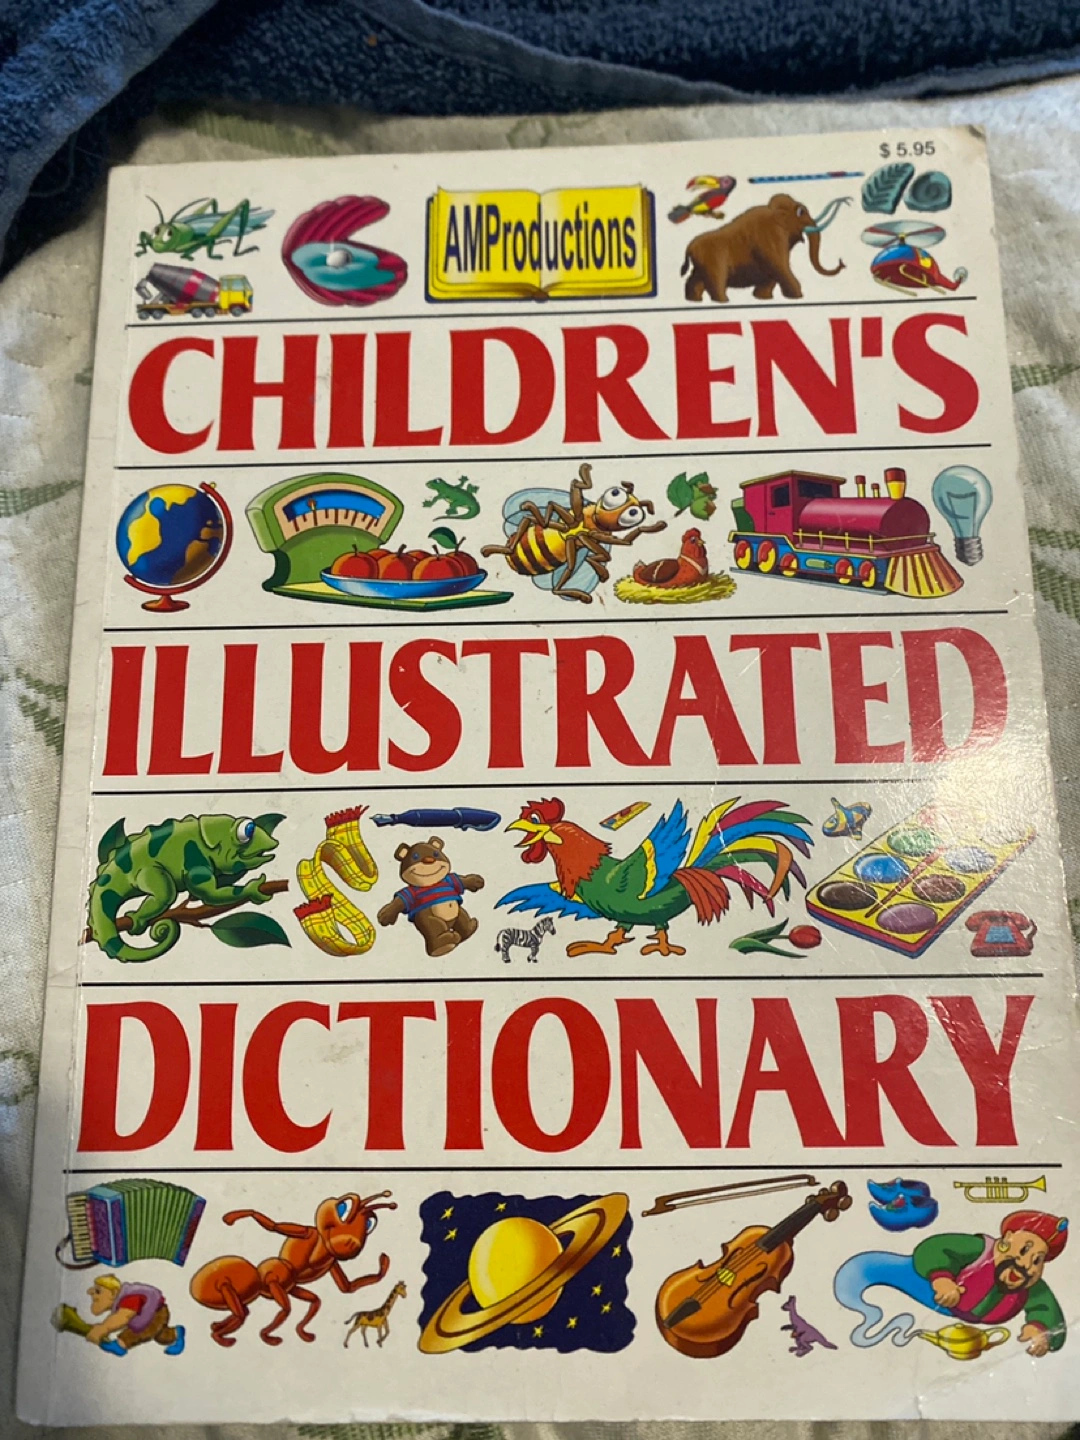 $ 5.95
AMProductions
CHILDREN'S
ILLUSTRATED
DICTIONARY